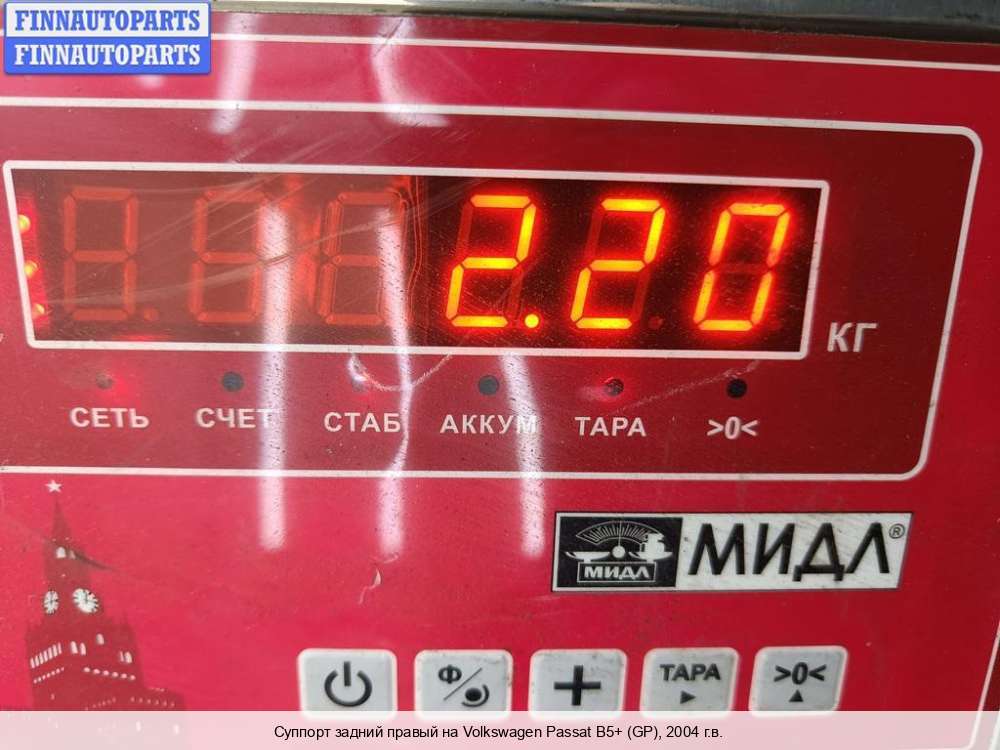 FINNAUTOPARTS
FINNAUTOPARTS
2.20
КГ
СЕТЬ СЧЕТ СТАБ АККУМ ТАРА >0<
МИДЛ МИДЛ®
Ф + ТАРА >0<
Суппорт задний правый на Volkswagen Passat B5+ (GP), 2004 г.в.